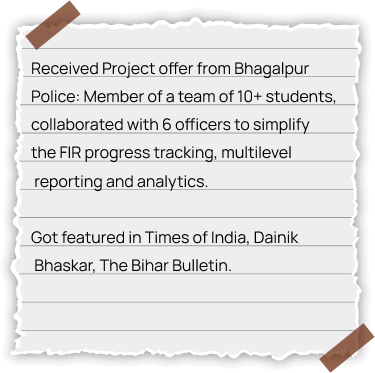 Received Project offer from Bhagalpur
Police: Member of a team of 10+ students,
collaborated with 6 officers to simplify
the FIR progress tracking, multilevel
reporting and analytics.
Got featured in Times of India, Dainik
Bhaskar, The Bihar Bulletin.